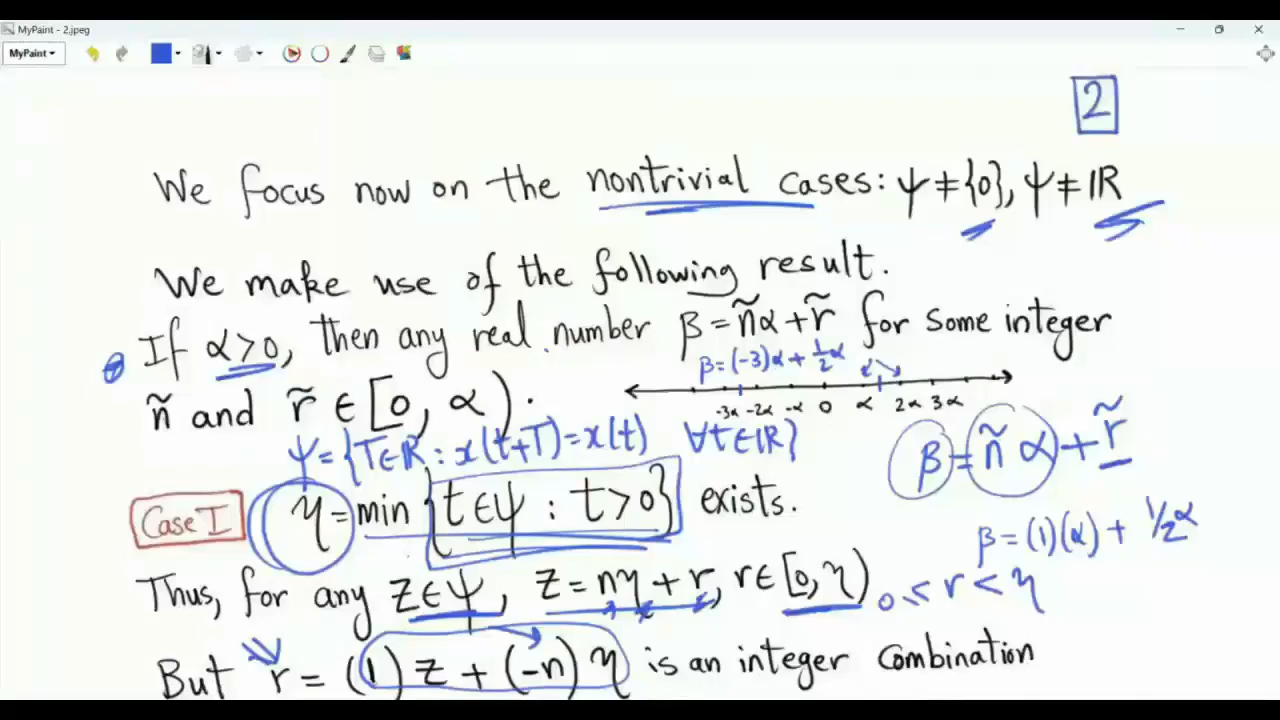 MyPaint - 2.jpeg
MyPaint
2
We focus now on the nontrivial cases: ψ ≠ {0}, ψ ≠ ℝ
We make use of the following result.
If α > 0, then any real number β = ñα + r̃ for some integer
β = (-3)α + 1/2 α
ñ and r̃ ∈ [0, α).
-3α -2α -α 0 α 2α 3α
ψ = {T ∈ ℝ : x(t+T) = x(t) ∀t ∈ ℝ}
β = ñ α + r̃
Case I
η = min {t ∈ ψ : t > 0} exists.
β = (1)(α) + 1/2 α
Thus, for any z ∈ ψ, z = nη + r, r ∈ [0, η)
0 ≤ r < η
But r = (1) z + (-n) η is an integer combination